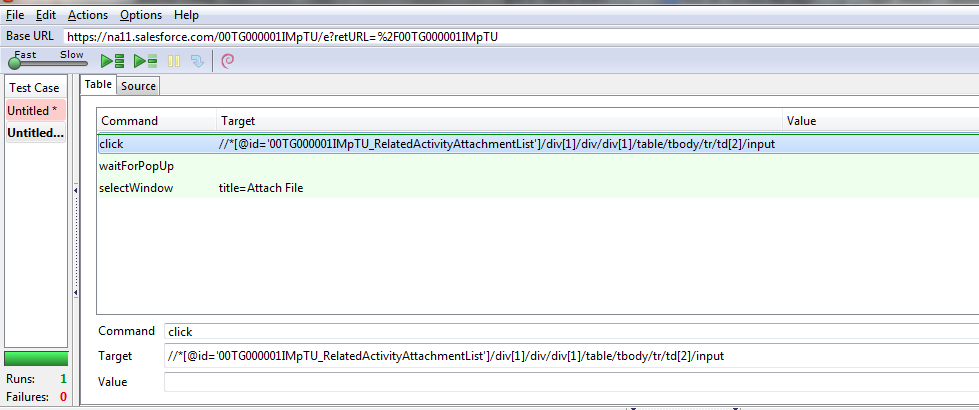 File Edit Actions Options Help
Base URL https://na11.salesforce.com/00TG000001IMpTU/e?retURL=%2F00TG000001IMpTU
Fast Slow
Test Case
Untitled *
Untitled...
Table Source
Command Target Value
click //*[@id='00TG000001IMpTU_RelatedActivityAttachmentList']/div[1]/div/div[1]/table/tbody/tr/td[2]/input
waitForPopUp
selectWindow title=Attach File
Command click
Target //*[@id='00TG000001IMpTU_RelatedActivityAttachmentList']/div[1]/div/div[1]/table/tbody/tr/td[2]/input
Value
Runs: 1
Failures: 0